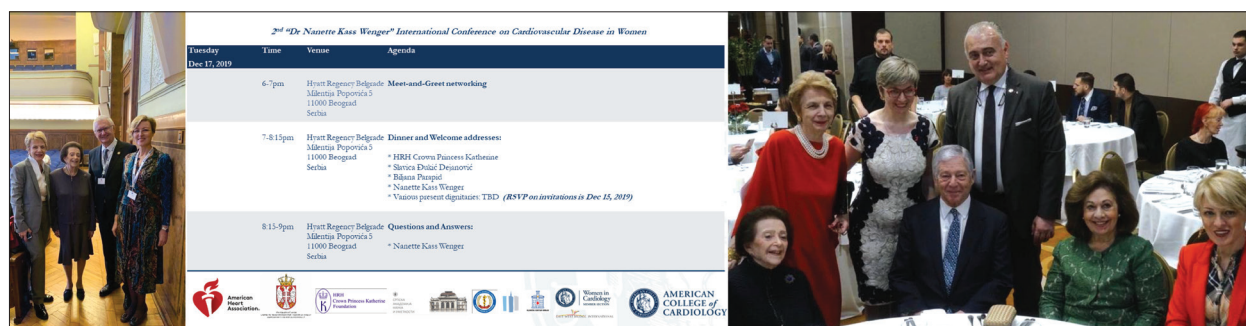 2nd "Dr Nanette Kass Wenger" International Conference on Cardiovascular Disease in Women
Tuesday Time Venue Agenda
Dec 17, 2019
6-7pm Hyatt Regency Belgrade Meet-and-Greet networking
Milentija Popovića 5
11000 Beograd
Serbia
7-8:15pm Hyatt Regency Belgrade Dinner and Welcome addresses:
Milentija Popovića 5
11000 Beograd * HRH Crown Princess Katherine
Serbia * Slavica Đukić Dejanović
* Biljana Parapid
* Nanette Kass Wenger
* Various present dignitaries: TBD (RSVP on invitations is Dec 15, 2019)
8:15-9pm Hyatt Regency Belgrade Questions and Answers:
Milentija Popovića 5
11000 Beograd * Nanette Kass Wenger
Serbia
American
Heart
Association.
HRH
Crown Princess Katherine
Foundation
Women in
Cardiology
AMERICAN
COLLEGE of
CARDIOLOGY